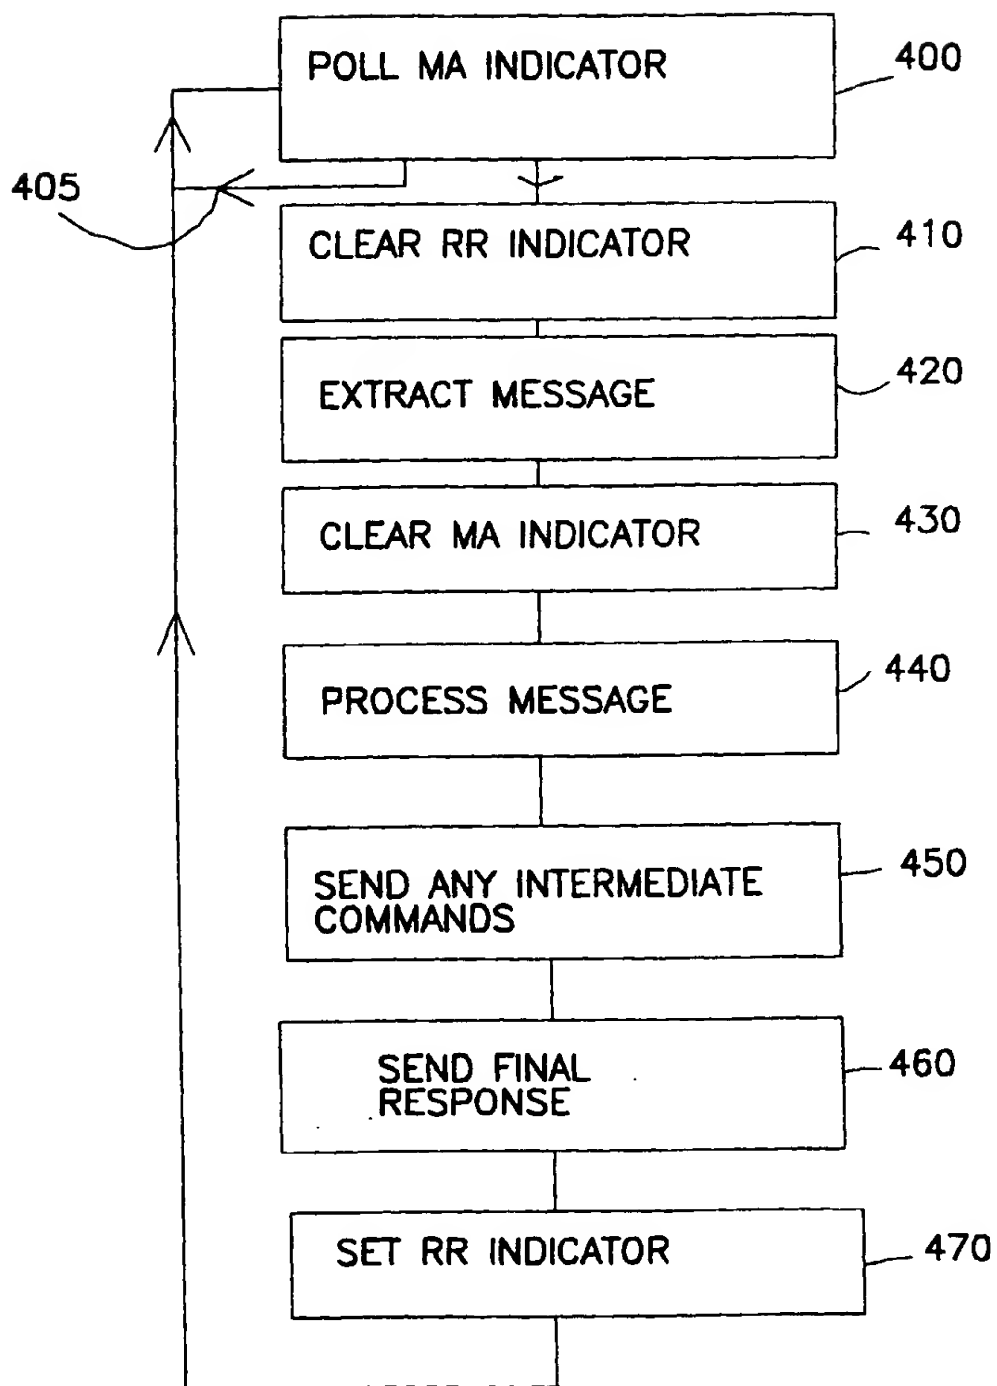 POLL MA INDICATOR
400
405
CLEAR RR INDICATOR
410
EXTRACT MESSAGE
420
CLEAR MA INDICATOR
430
PROCESS MESSAGE
440
SEND ANY INTERMEDIATE
COMMANDS
450
SEND FINAL
RESPONSE
460
SET RR INDICATOR
470